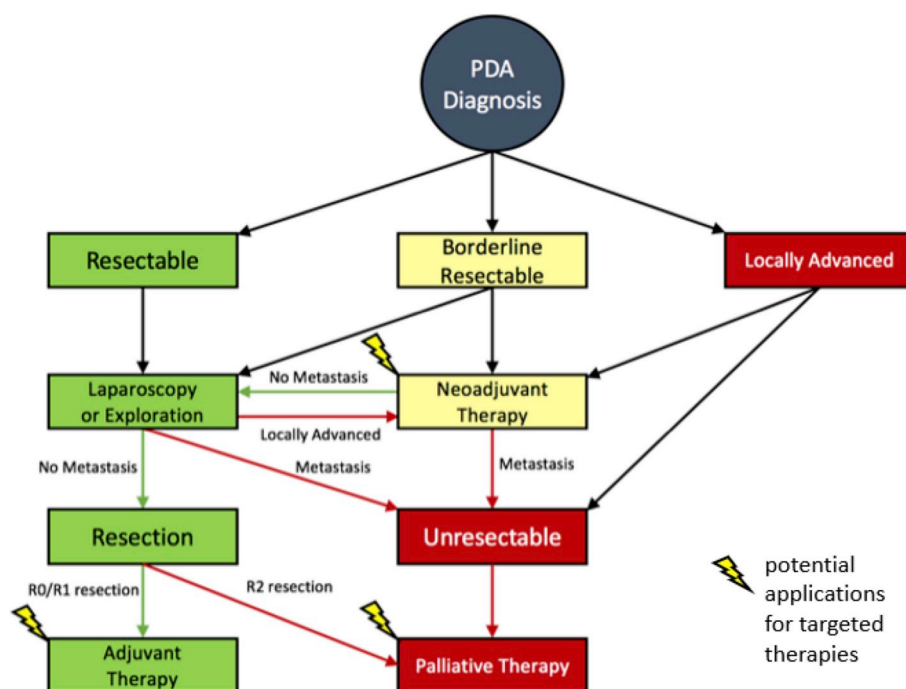 PDA
Diagnosis
Resectable
Borderline
Resectable
Locally Advanced
No Metastasis
Laparoscopy
or Exploration
Neoadjuvant
Therapy
Locally Advanced
No Metastasis
Metastasis
Metastasis
Resection
Unresectable
R0/R1 resection
R2 resection
Adjuvant
Therapy
Palliative Therapy
potential
applications
for targeted
therapies